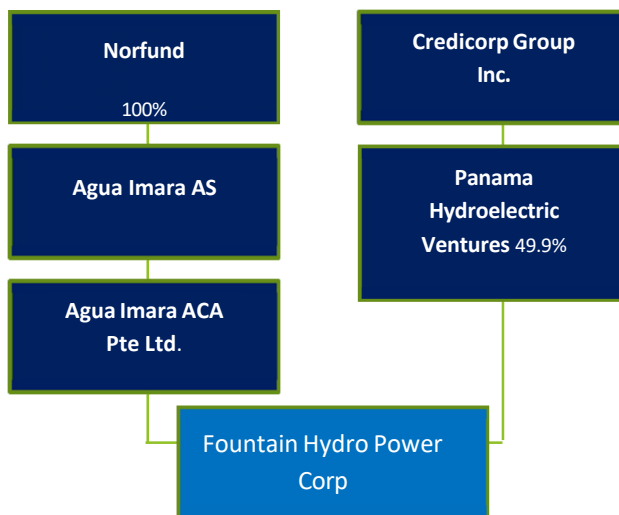 Norfund
100%
Agua Imara AS
Agua Imara ACA
Pte Ltd.
Credicorp Group
Inc.
Panama
Hydroelectric
Ventures 49.9%
Fountain Hydro Power
Corp